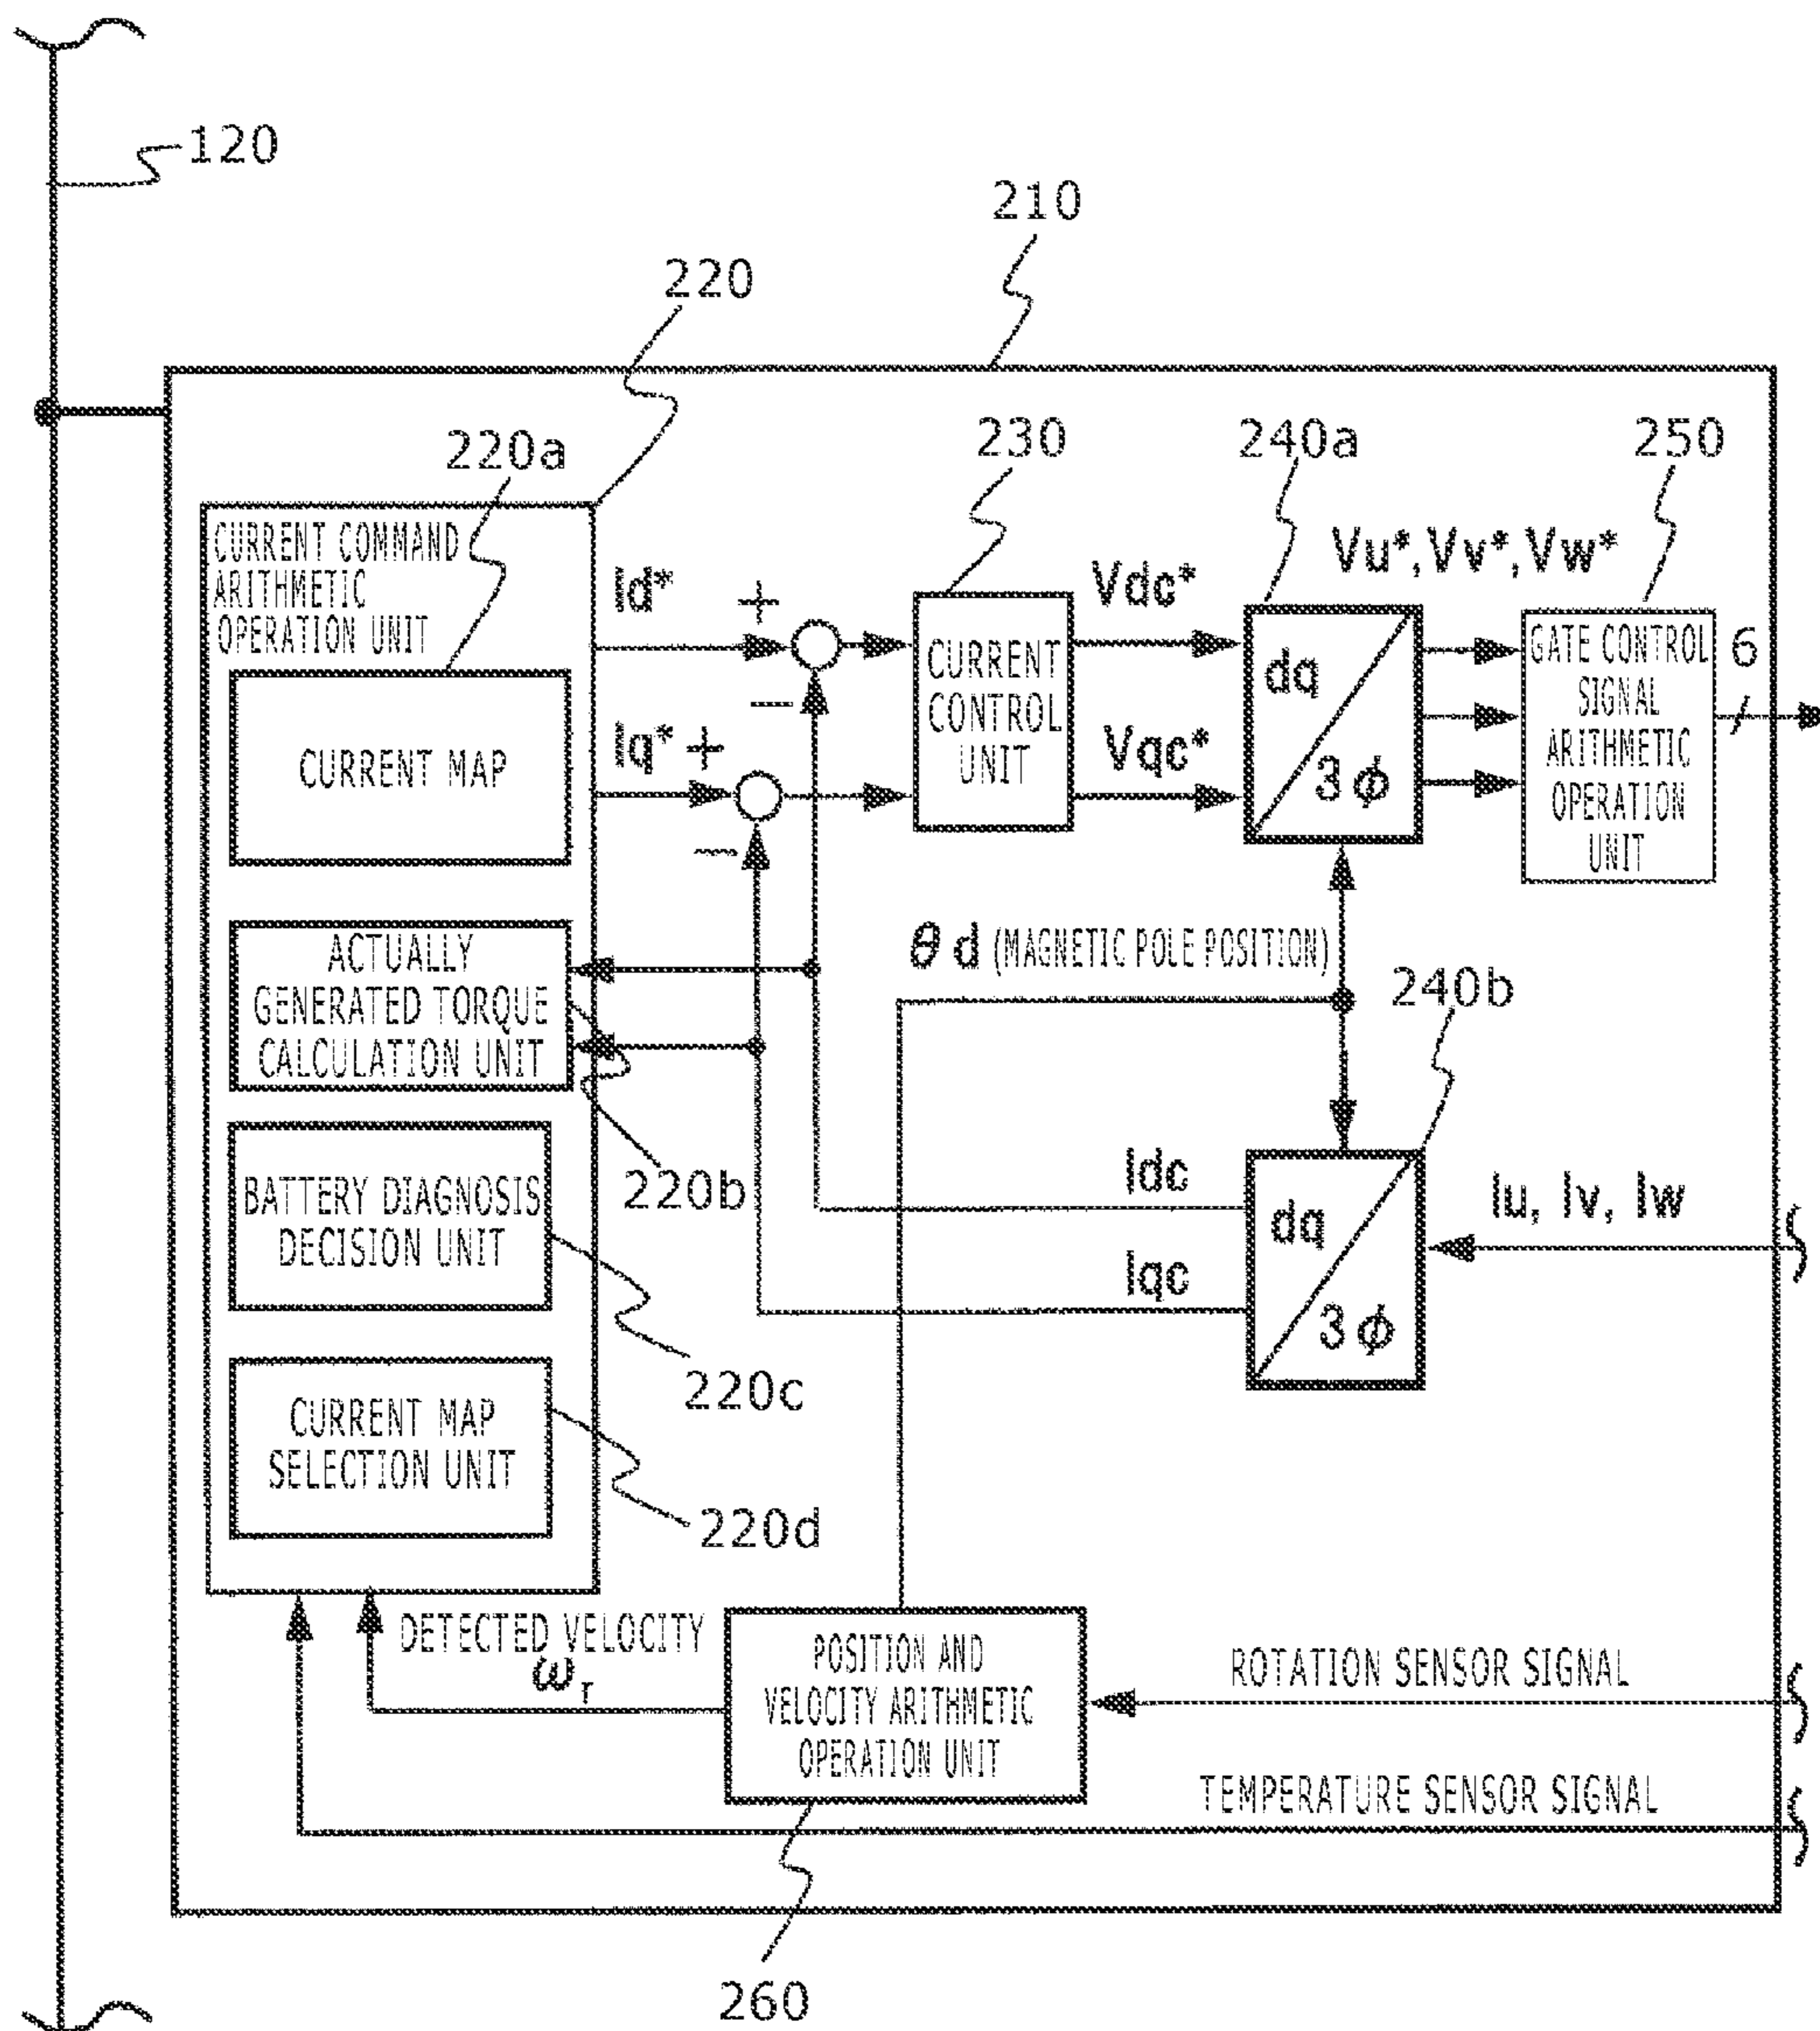 120
210
220
220a
230
240a
250
CURRENT COMMAND
ARITHMETIC
OPERATION UNIT
Id*
+
Vdc*
Vu*,Vv*,Vw*
CURRENT MAP
Iq* +
−
CURRENT
CONTROL
UNIT
Vqc*
dq
3φ
GATE CONTROL
SIGNAL
ARITHMETIC
OPERATION
UNIT
6
−
ACTUALLY
GENERATED TORQUE
CALCULATION UNIT
θd (MAGNETIC POLE POSITION)
240b
220b
BATTERY DIAGNOSIS
DECISION UNIT
Idc
Iqc
dq
3φ
Iu, Iv, Iw
220c
CURRENT MAP
SELECTION UNIT
220d
DETECTED VELOCITY
ωr
POSITION AND
VELOCITY ARITHMETIC
OPERATION UNIT
ROTATION SENSOR SIGNAL
TEMPERATURE SENSOR SIGNAL
260